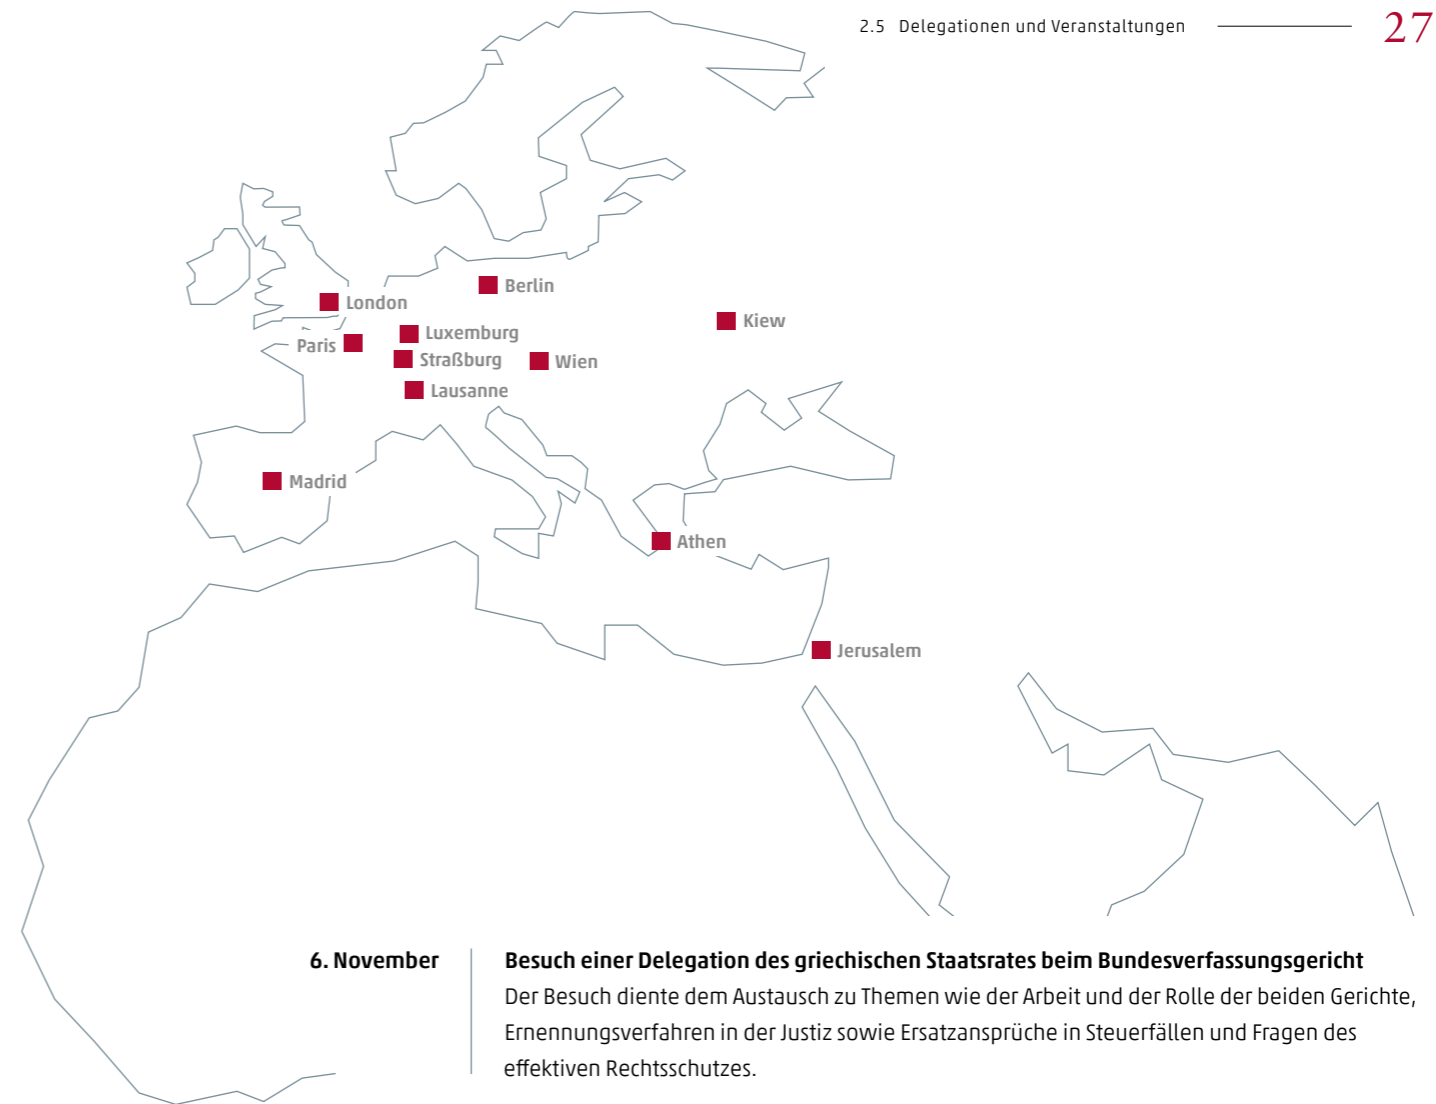 2.5 Delegationen und Veranstaltungen 27
Berlin
London
Kiew
Luxemburg
Paris
Straßburg
Wien
Lausanne
Madrid
Athen
Jerusalem
6. November
Besuch einer Delegation des griechischen Staatsrates beim Bundesverfassungsgericht
Der Besuch diente dem Austausch zu Themen wie der Arbeit und der Rolle der beiden Gerichte,
Ernennungsverfahren in der Justiz sowie Ersatzansprüche in Steuerfällen und Fragen des
effektiven Rechtsschutzes.